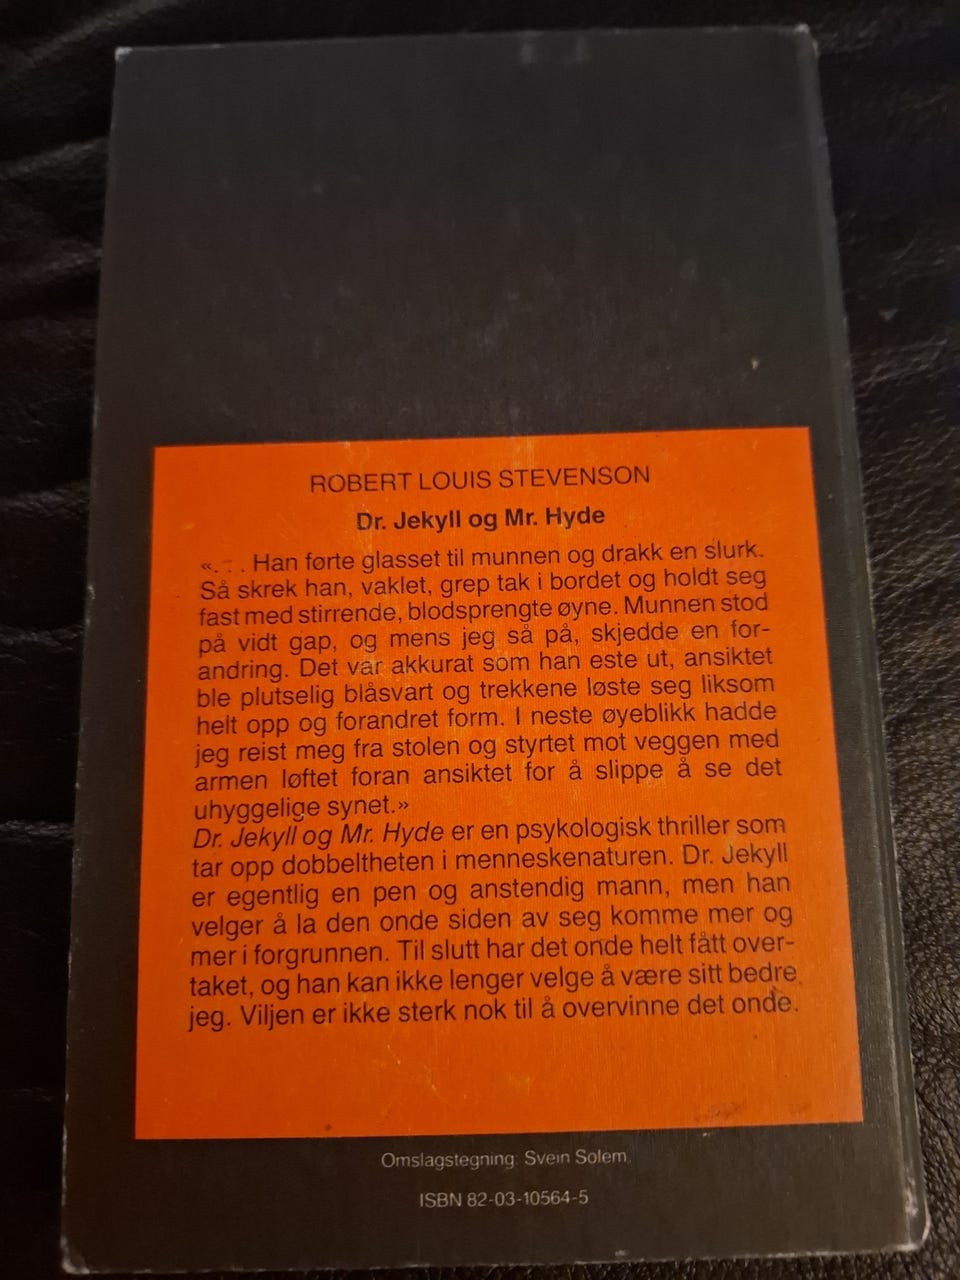 ROBERT LOUIS STEVENSON
Dr. Jekyll og Mr. Hyde
«. . . Han førte glasset til munnen og drakk en slurk.
Så skrek han, vaklet, grep tak i bordet og holdt seg
fast med stirrende, blodsprengte øyne. Munnen stod
på vidt gap, og mens jeg så på, skjedde en for-
andring. Det var akkurat som han este ut, ansiktet
ble plutselig blåsvart og trekkene løste seg liksom
helt opp og forandret form. I neste øyeblikk hadde
jeg reist meg fra stolen og styrtet mot veggen med
armen løftet foran ansiktet for å slippe å se det
uhyggelige synet.»
Dr. Jekyll og Mr. Hyde er en psykologisk thriller som
tar opp dobbeltheten i menneskenaturen. Dr. Jekyll
er egentlig en pen og anstendig mann, men han
velger å la den onde siden av seg komme mer og
mer i forgrunnen. Til slutt har det onde helt fått over-
taket, og han kan ikke lenger velge å være sitt bedre
jeg. Viljen er ikke sterk nok til å overvinne det onde.
Omslagstegning: Svein Solem
ISBN 82-03-10564-5